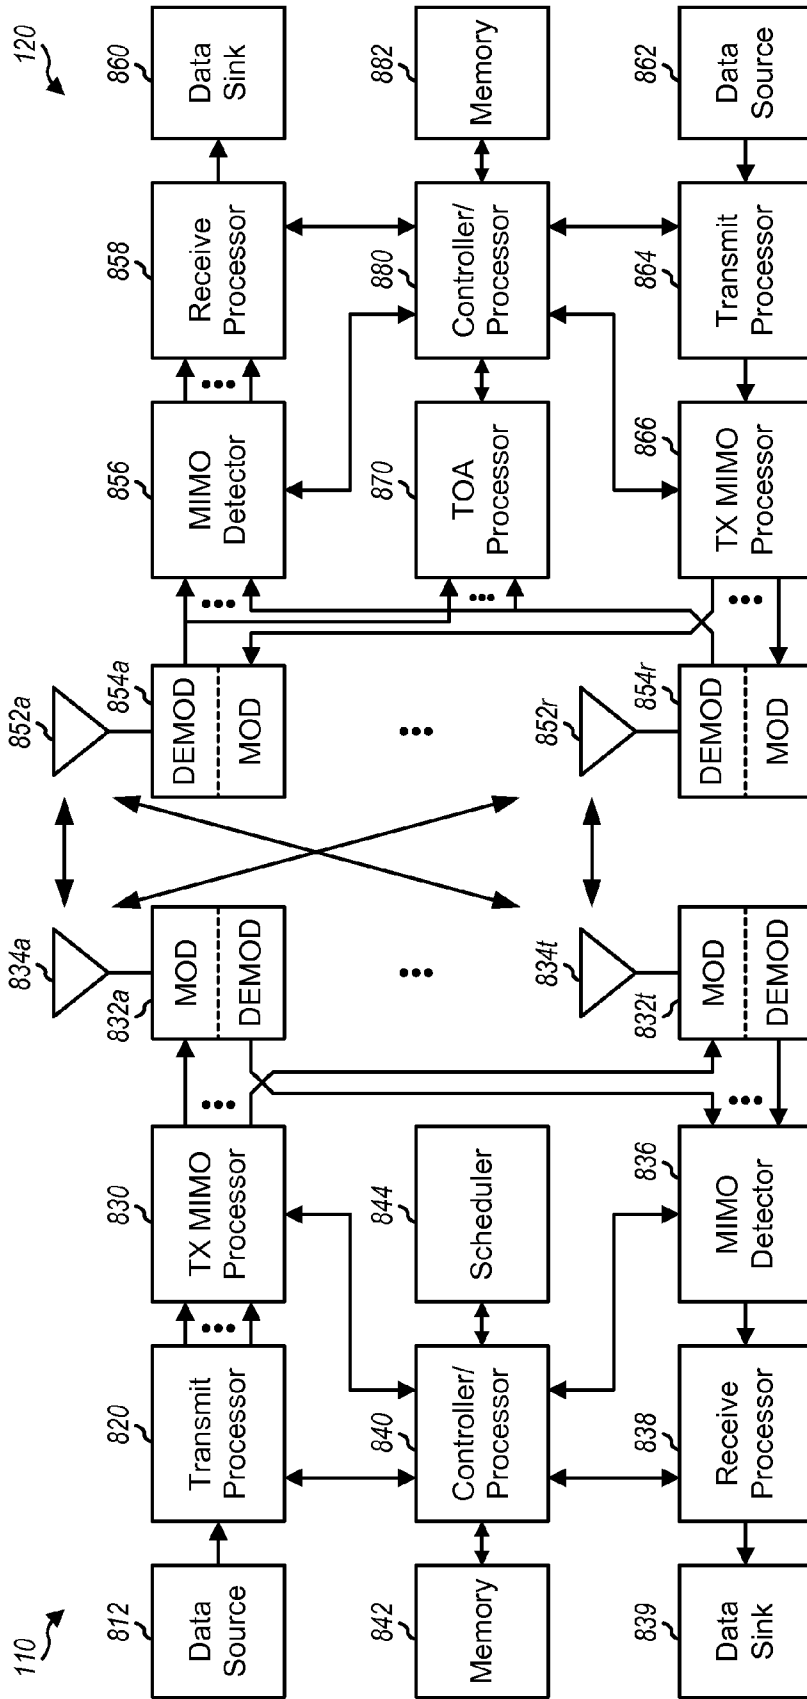 110
812
Data
Source
820
Transmit
Processor
830
TX MIMO
Processor
832a
MOD
DEMOD
834a
842
Memory
840
Controller/
Processor
844
Scheduler
839
Data
Sink
838
Receive
Processor
836
MIMO
Detector
832t
MOD
DEMOD
834t
120
852a
854a
DEMOD
MOD
856
MIMO
Detector
858
Receive
Processor
860
Data
Sink
870
TOA
Processor
880
Controller/
Processor
882
Memory
852r
854r
DEMOD
MOD
866
TX MIMO
Processor
864
Transmit
Processor
862
Data
Source